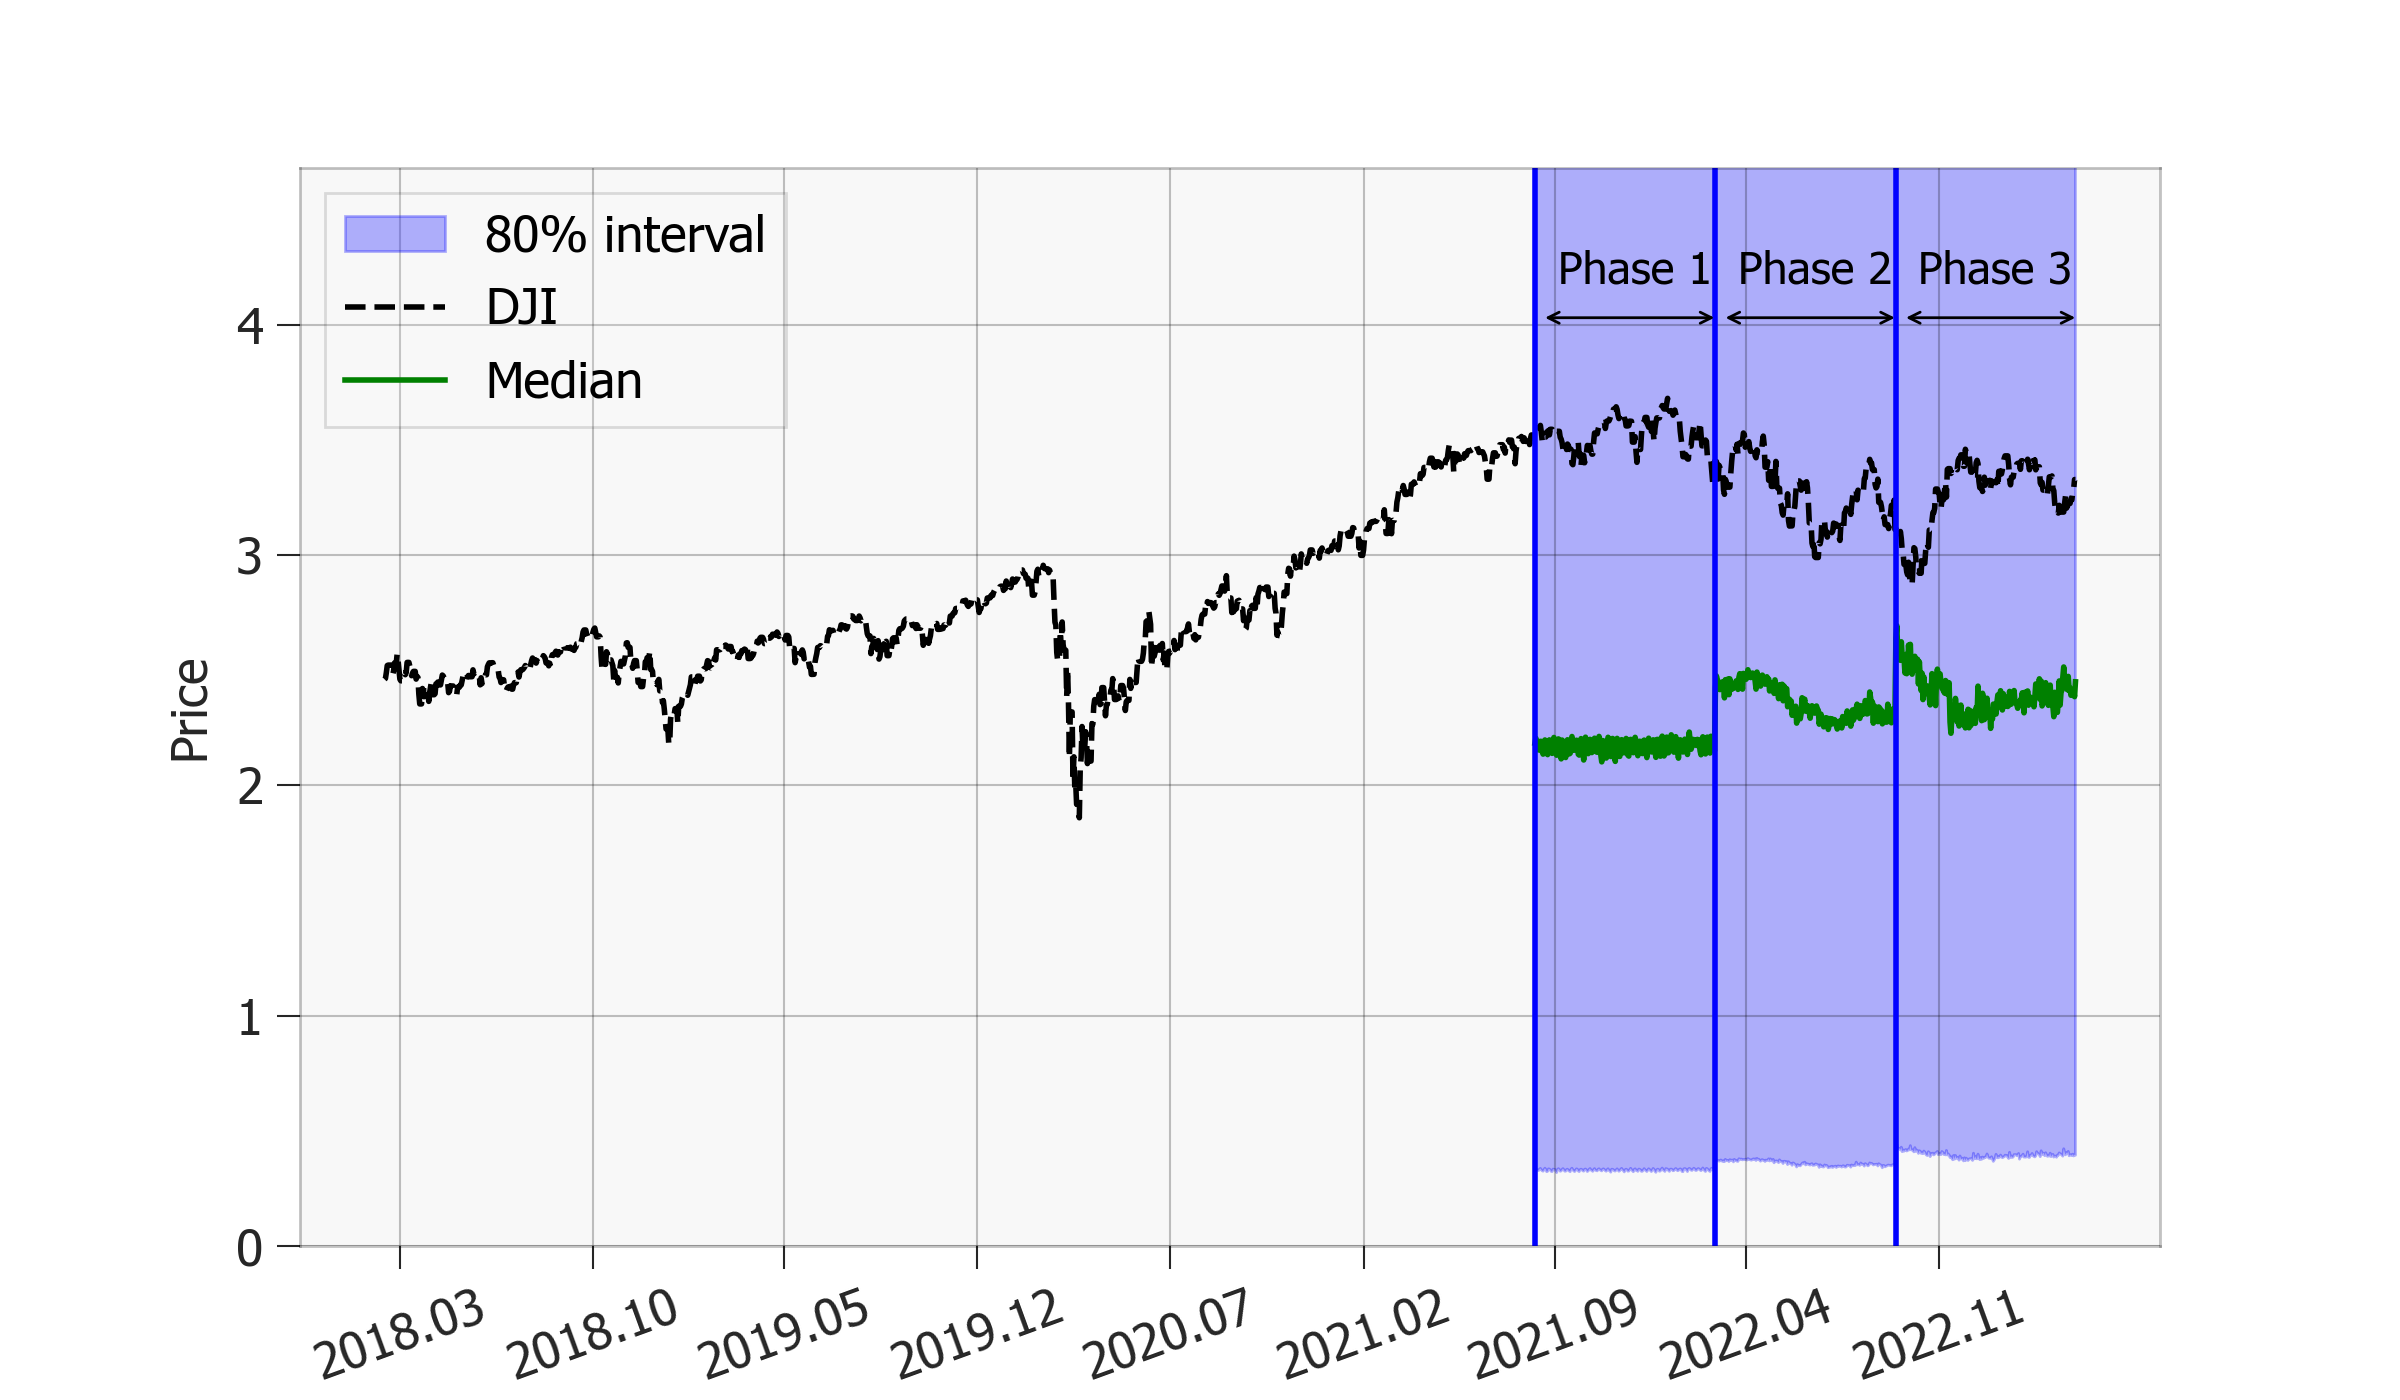 80% interval
DJI
Median
Phase 1
Phase 2
Phase 3
Price
4
3
2
1
0
2018.03
2018.10
2019.05
2019.12
2020.07
2021.02
2021.09
2022.04
2022.11